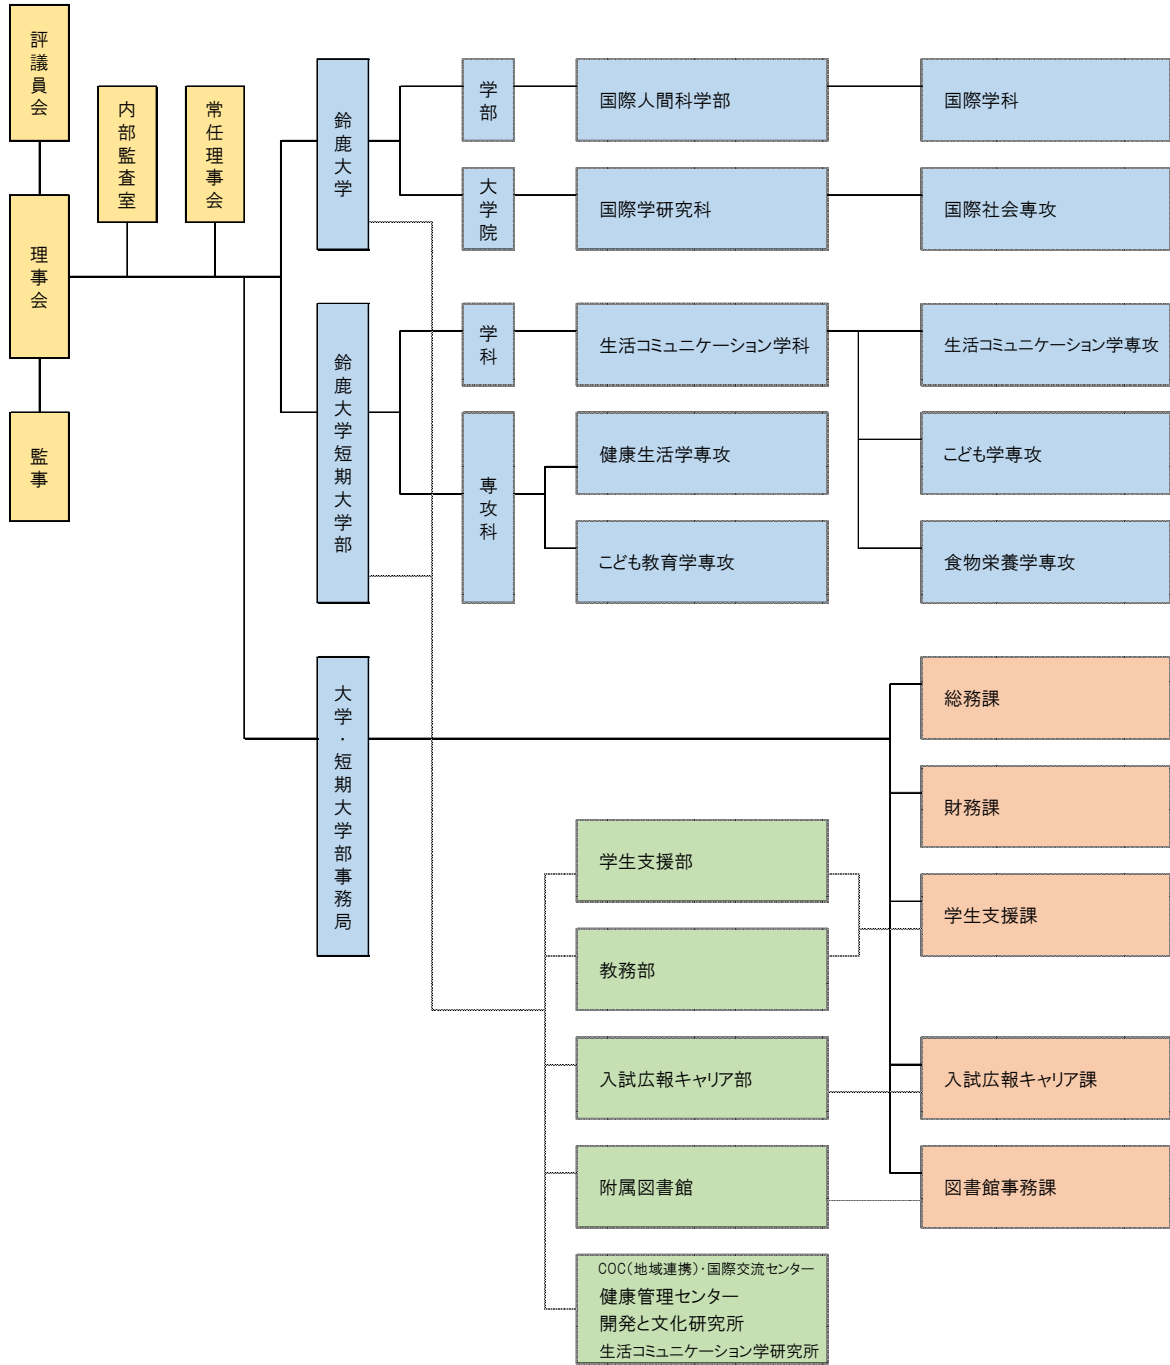 評議員会
理事会
監事
内部監査室
常任理事会
鈴鹿大学
学部
国際人間科学部
国際学科
大学院
国際学研究科
国際社会専攻
鈴鹿大学短期大学部
学科
生活コミュニケーション学科
生活コミュニケーション学専攻
こども学専攻
食物栄養学専攻
専攻科
健康生活学専攻
こども教育学専攻
大学・短期大学部事務局
総務課
財務課
学生支援課
入試広報キャリア課
図書館事務課
学生支援部
教務部
入試広報キャリア部
附属図書館
COC(地域連携)・国際交流センター
健康管理センター
開発と文化研究所
生活コミュニケーション学研究所